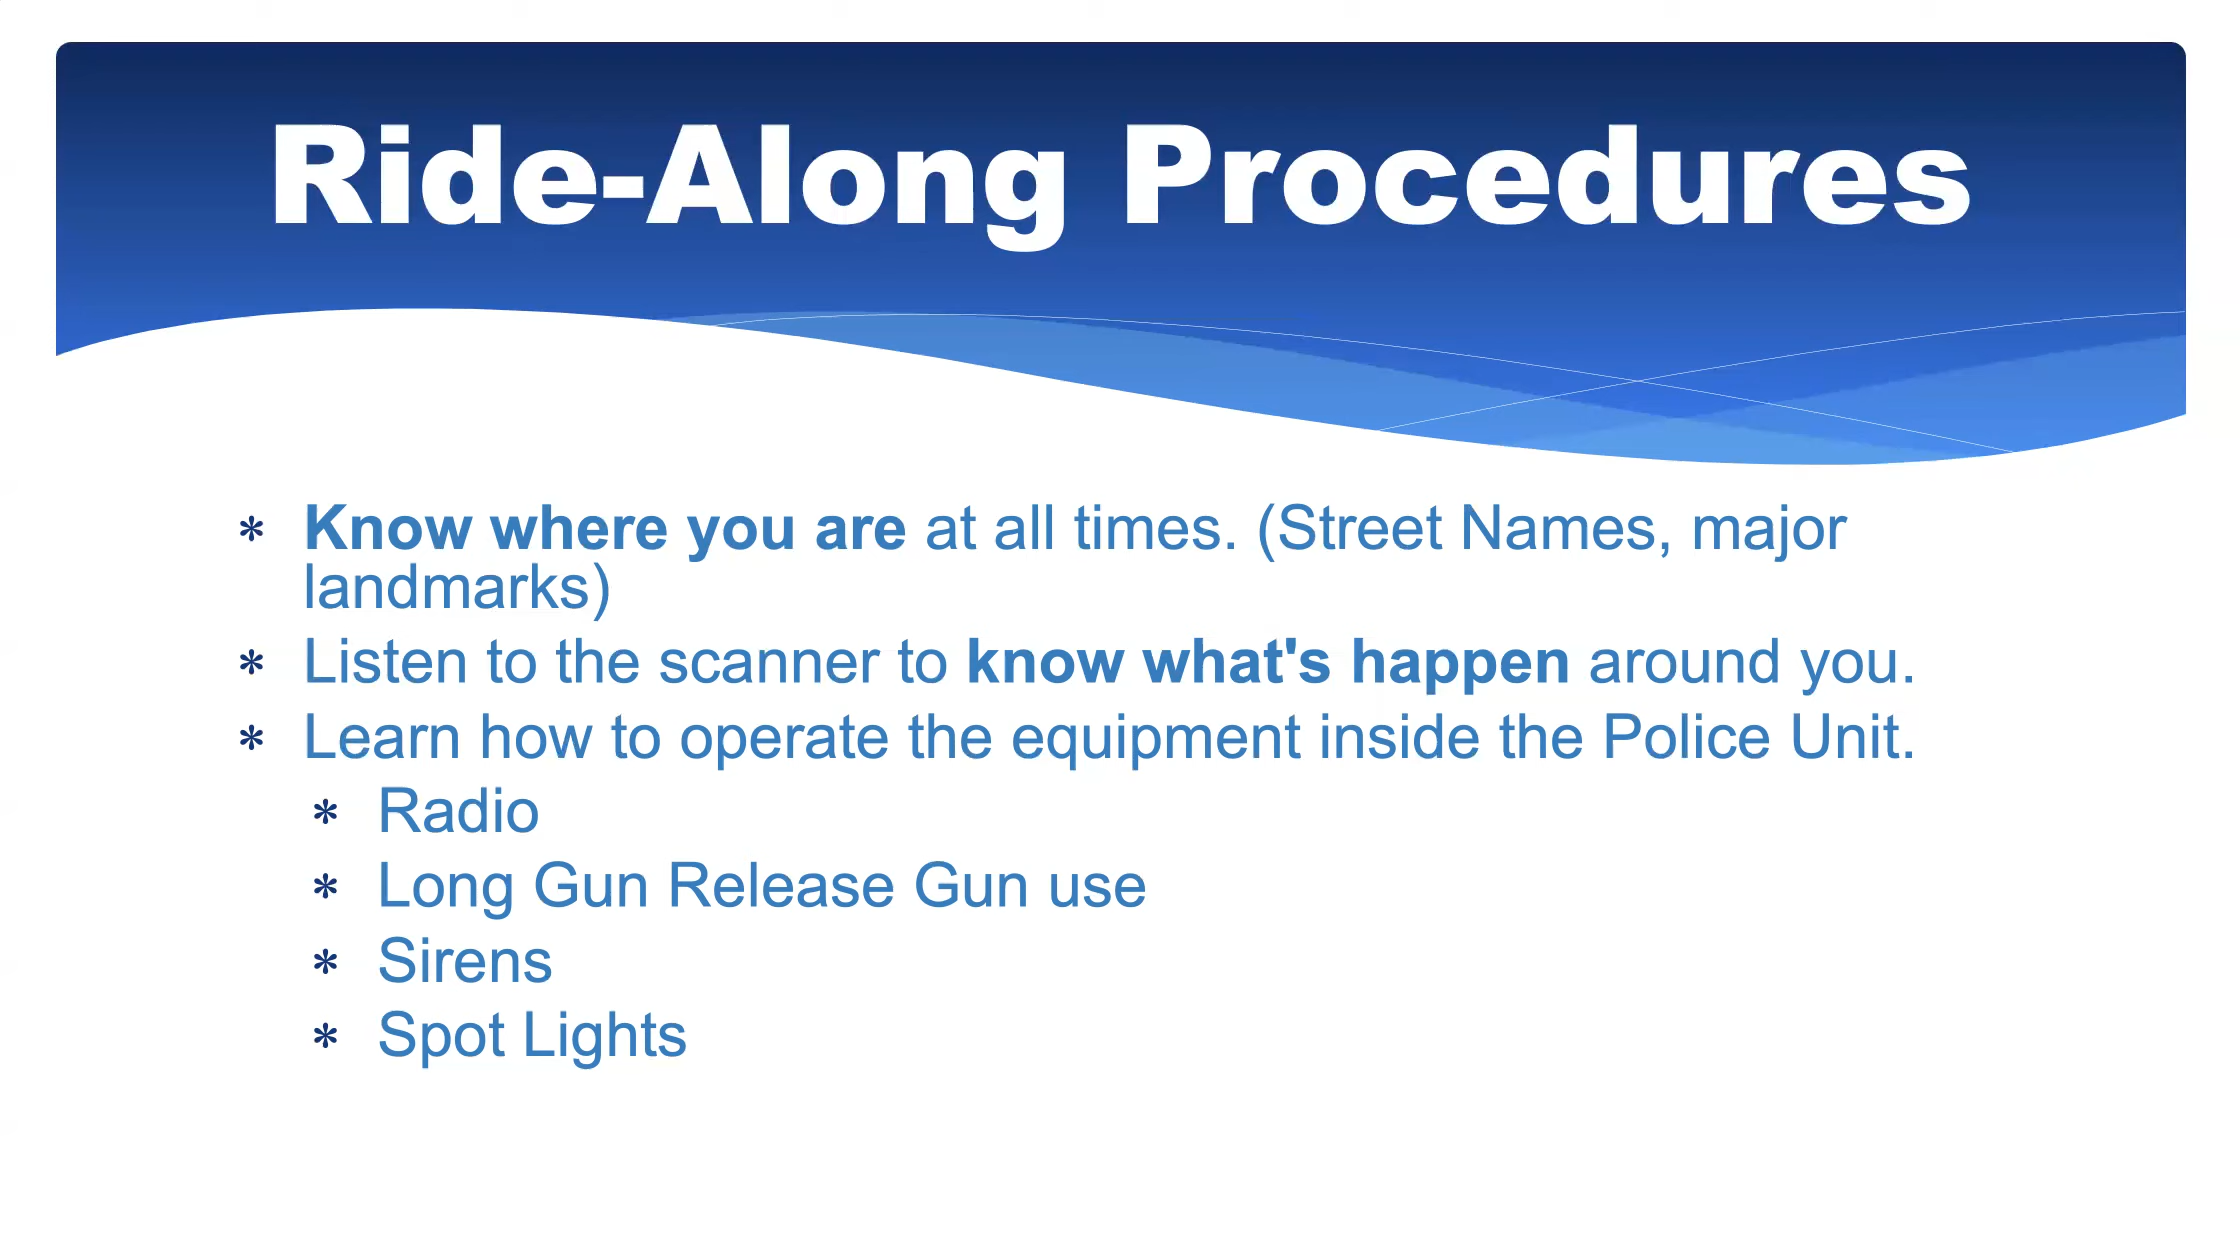 Ride-Along Procedures
* Know where you are at all times. (Street Names, major
landmarks)
* Listen to the scanner to know what's happen around you.
* Learn how to operate the equipment inside the Police Unit.
* Radio
* Long Gun Release Gun use
* Sirens
* Spot Lights